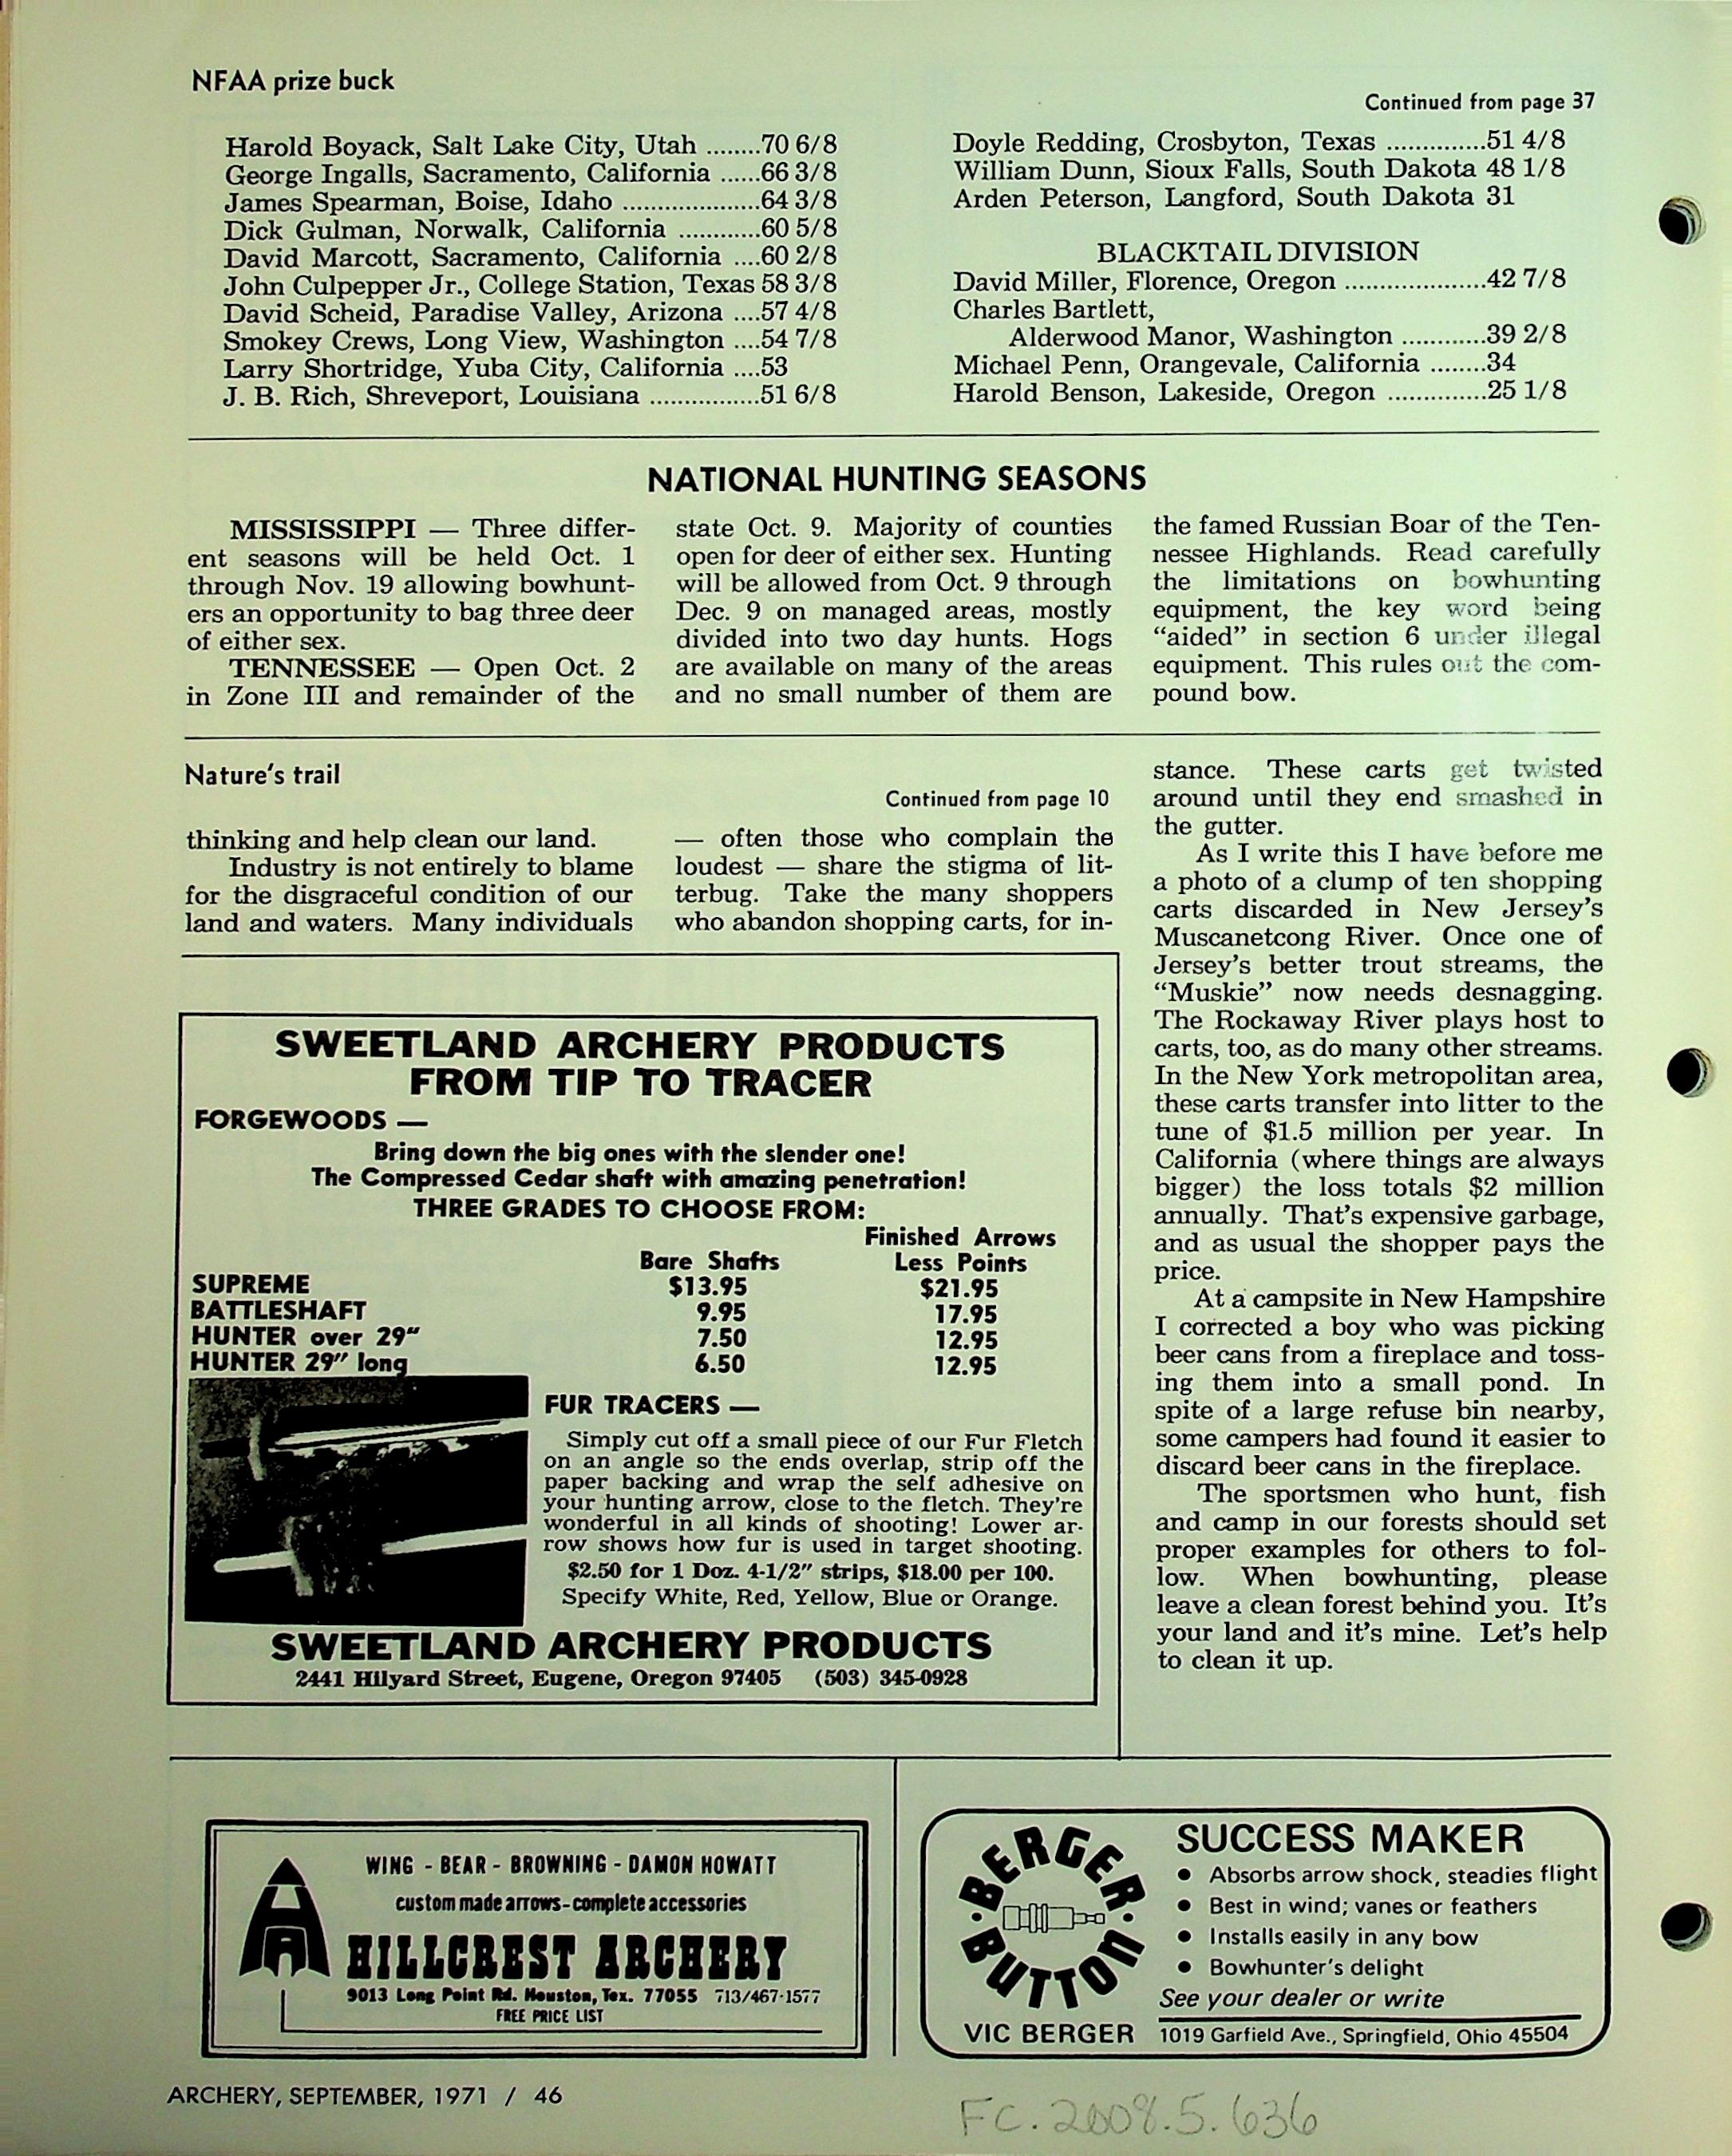 NFAA prize buck
Continued from page 37
Harold Boyack, Salt Lake City, Utah ........70 6/8
George Ingalls, Sacramento, California ......66 3/8
James Spearman, Boise, Idaho ....................64 3/8
Dick Gulman, Norwalk, California ............60 5/8
David Marcott, Sacramento, California ....60 2/8
John Culpepper Jr., College Station, Texas 58 3/8
David Scheid, Paradise Valley, Arizona ....57 4/8
Smokey Crews, Long View, Washington ....54 7/8
Larry Shortridge, Yuba City, California ....53
J. B. Rich, Shreveport, Louisiana ................51 6/8
Doyle Redding, Crosbyton, Texas ..............51 4/8
William Dunn, Sioux Falls, South Dakota 48 1/8
Arden Peterson, Langford, South Dakota 31
BLACKTAIL DIVISION
David Miller, Florence, Oregon .....................42 7/8
Charles Bartlett,
Alderwood Manor, Washington ............39 2/8
Michael Penn, Orangevale, California ........34
Harold Benson, Lakeside, Oregon ..............25 1/8
NATIONAL HUNTING SEASONS
MISSISSIPPI — Three differ-
ent seasons will be held Oct. 1
through Nov. 19 allowing bowhunt-
ers an opportunity to bag three deer
of either sex.
TENNESSEE — Open Oct. 2
in Zone III and remainder of the
state Oct. 9. Majority of counties
open for deer of either sex. Hunting
will be allowed from Oct. 9 through
Dec. 9 on managed areas, mostly
divided into two day hunts. Hogs
are available on many of the areas
and no small number of them are
the famed Russian Boar of the Ten-
nessee Highlands. Read carefully
the limitations on bowhunting
equipment, the key word being
“aided” in section 6 under illegal
equipment. This rules out the com-
pound bow.
Nature's trail
Continued from page 10
thinking and help clean our land.
Industry is not entirely to blame
for the disgraceful condition of our
land and waters. Many individuals
— often those who complain the
loudest — share the stigma of lit-
terbug. Take the many shoppers
who abandon shopping carts, for in-
stance. These carts get twisted
around until they end smashed in
the gutter.
As I write this I have before me
a photo of a clump of ten shopping
carts discarded in New Jersey's
Muscanetcong River. Once one of
Jersey's better trout streams, the
“Muskie” now needs desnagging.
The Rockaway River plays host to
carts, too, as do many other streams.
In the New York metropolitan area,
these carts transfer into litter to the
tune of $1.5 million per year. In
California (where things are always
bigger) the loss totals $2 million
annually. That's expensive garbage,
and as usual the shopper pays the
price.
At a campsite in New Hampshire
I corrected a boy who was picking
beer cans from a fireplace and toss-
ing them into a small pond. In
spite of a large refuse bin nearby,
some campers had found it easier to
discard beer cans in the fireplace.
The sportsmen who hunt, fish
and camp in our forests should set
proper examples for others to fol-
low. When bowhunting, please
leave a clean forest behind you. It's
your land and it's mine. Let's help
to clean it up.
SWEETLAND ARCHERY PRODUCTS
FROM TIP TO TRACER
FORGEWOODS —
Bring down the big ones with the slender one!
The Compressed Cedar shaft with amazing penetration!
THREE GRADES TO CHOOSE FROM:
Finished Arrows
Bare Shafts Less Points
SUPREME $13.95 $21.95
BATTLESHAFT 9.95 17.95
HUNTER over 29“ 7.50 12.95
HUNTER 29” long 6.50 12.95
FUR TRACERS —
Simply cut off a small piece of our Fur Fletch
on an angle so the ends overlap, strip off the
paper backing and wrap the self adhesive on
your hunting arrow, close to the fletch. They're
wonderful in all kinds of shooting! Lower ar-
row shows how fur is used in target shooting.
$2.50 for 1 Doz. 4-1/2” strips, $18.00 per 100.
Specify White, Red, Yellow, Blue or Orange.
SWEETLAND ARCHERY PRODUCTS
2441 Hilyard Street, Eugene, Oregon 97405 (503) 345-0928
WING - BEAR - BROWNING - DAMON HOWATT
custom made arrows-complete accessories
HILLCREST ARCHERY
9013 Long Point Rd. Houston, Tex. 77055 713/467-1577
FREE PRICE LIST
BERGER BUTTON
VIC BERGER
SUCCESS MAKER
• Absorbs arrow shock, steadies flight
• Best in wind; vanes or feathers
• Installs easily in any bow
• Bowhunter's delight
See your dealer or write
1019 Garfield Ave., Springfield, Ohio 45504
ARCHERY, SEPTEMBER, 1971 / 46
FC.2008.5.636